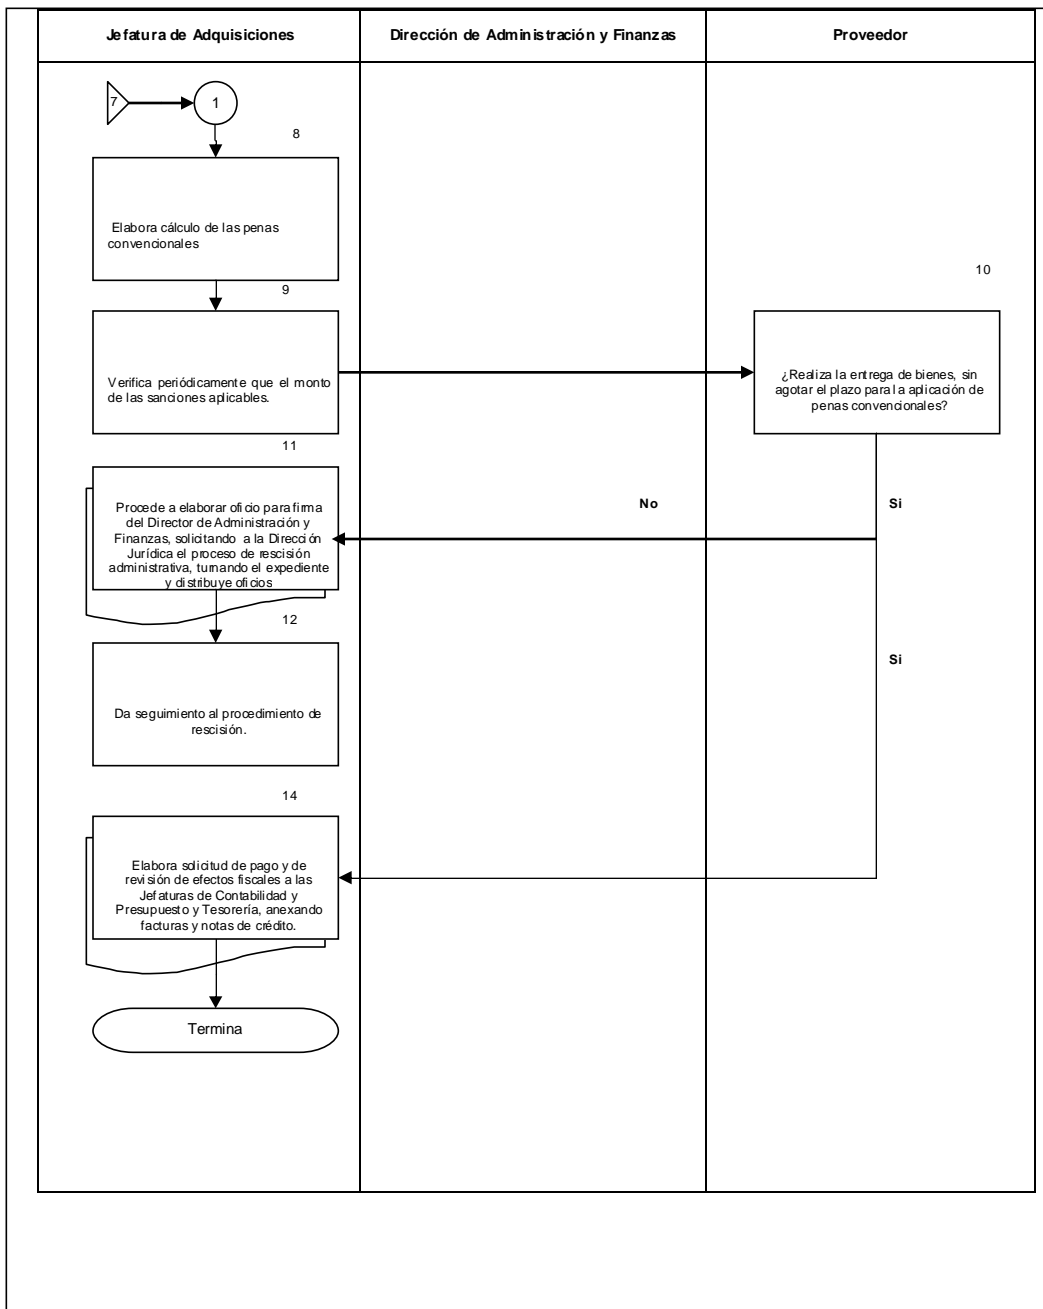 Jefatura de Adquisiciones
Dirección de Administración y Finanzas
Proveedor
7
1
8
Elabora cálculo de las penas
convencionales
9
10
Verifica periódicamente que el monto
de las sanciones aplicables.
¿Realiza la entrega de bienes, sin
agotar el plazo para la aplicación de
penas convencionales?
11
Procede a elaborar oficio para firma
del Director de Administración y
Finanzas, solicitando a la Dirección
Jurídica el proceso de rescisión
administrativa, turnando el expediente
y distribuye oficios
No
Si
12
Da seguimiento al procedimiento de
rescisión.
Si
14
Elabora solicitud de pago y de
revisión de efectos fiscales a las
Jefaturas de Contabilidad y
Presupuesto y Tesorería, anexando
facturas y notas de crédito.
Termina